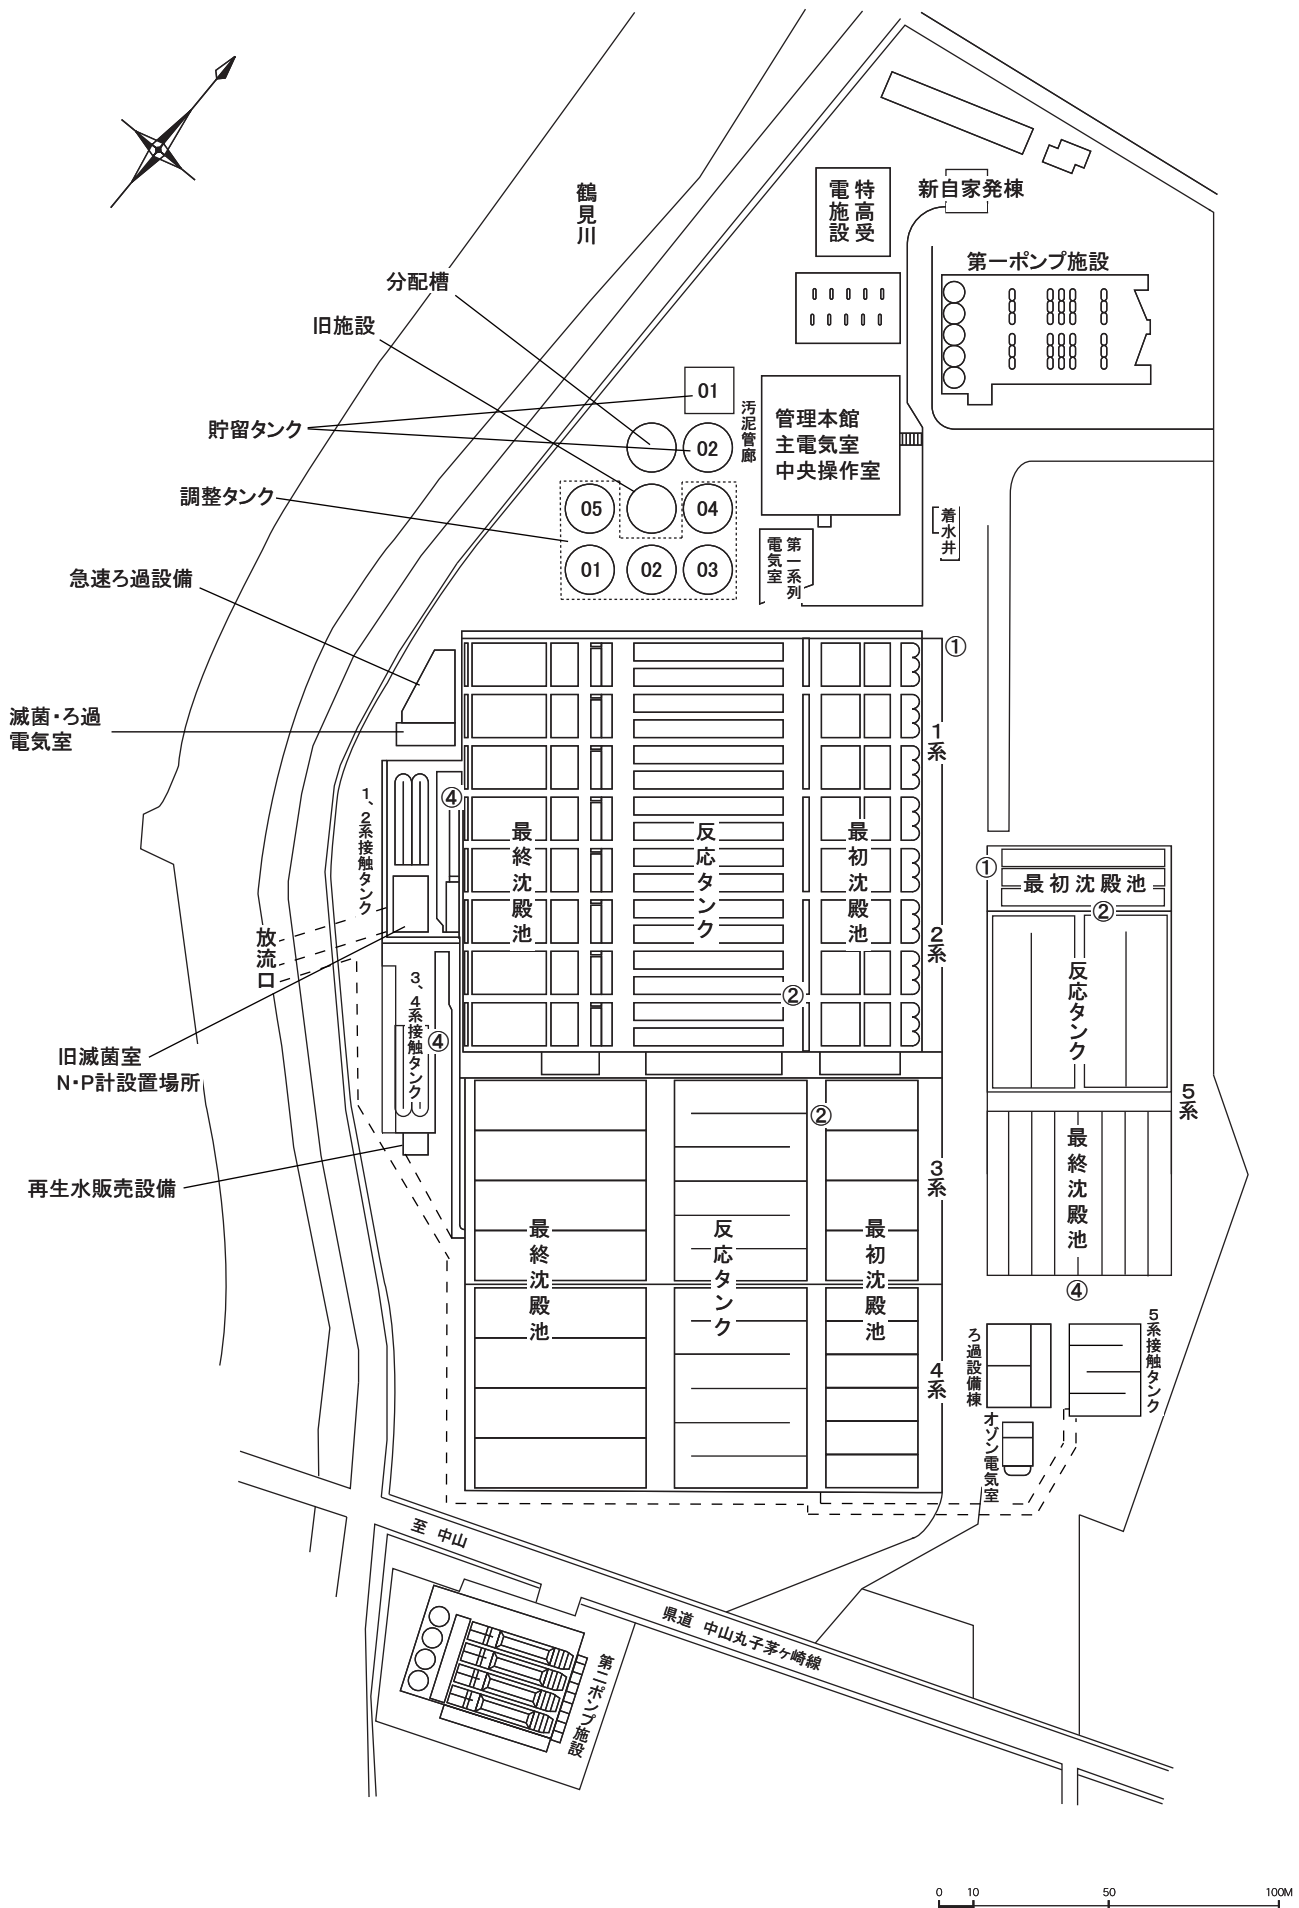 鶴見川
特高受
電施設
新自家発棟
第一ポンプ施設
分配槽
旧施設
貯留タンク
調整タンク
急速ろ過設備
滅菌・ろ過
電気室
01
02
05
04
01
02
03
汚泥管廊
管理本館
主電気室
中央操作室
着水井
第一系列
電気室
①
1系
1、2系接触タンク
④
最終沈殿池
反応タンク
最初沈殿池
2系
②
放流口
3、4系接触タンク
④
旧滅菌室
N・P計設置場所
再生水販売設備
②
3系
最終沈殿池
反応タンク
最初沈殿池
4系
①
最初沈殿池
②
反応タンク
5系
最終沈殿池
④
ろ過設備棟
5系接触タンク
オゾン電気室
至 中山
県道 中山丸子茅ヶ崎線
第二ポンプ施設
0 10 50 100M